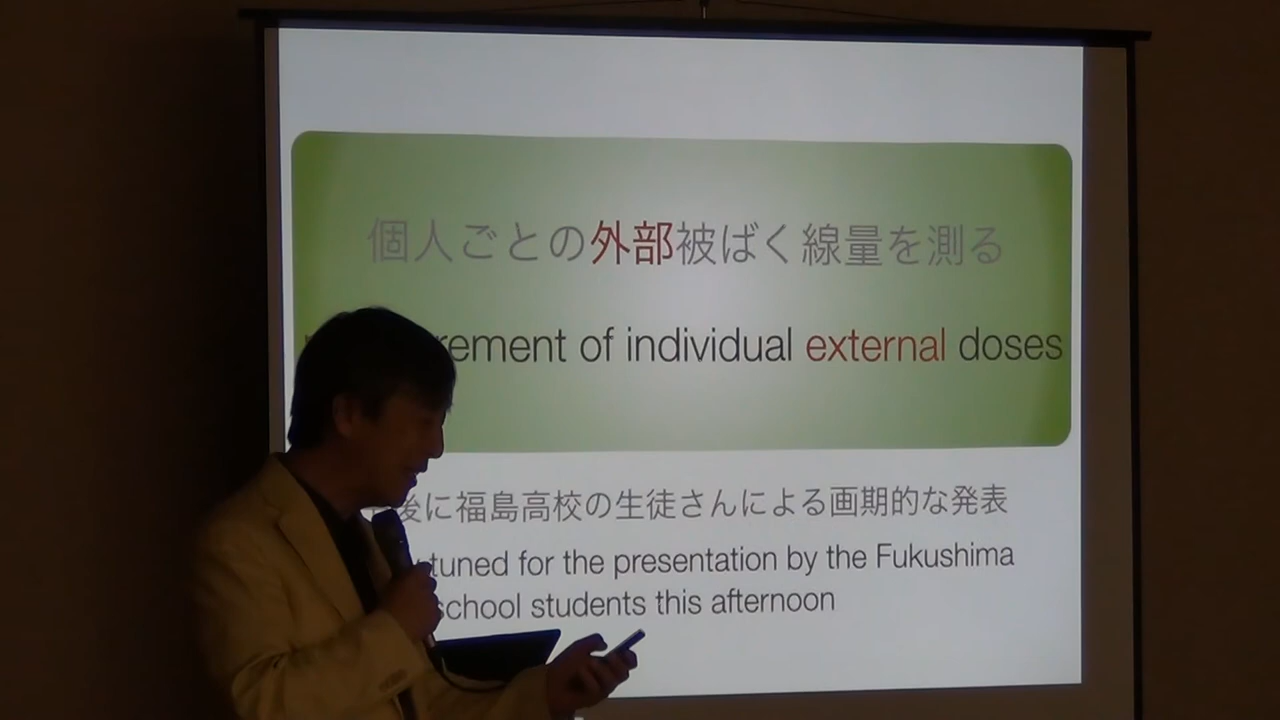 個人ごとの外部被ばく線量を測る
rement of individual external doses
後に福島高校の生徒さんによる画期的な発表
tuned for the presentation by the Fukushima
school students this afternoon